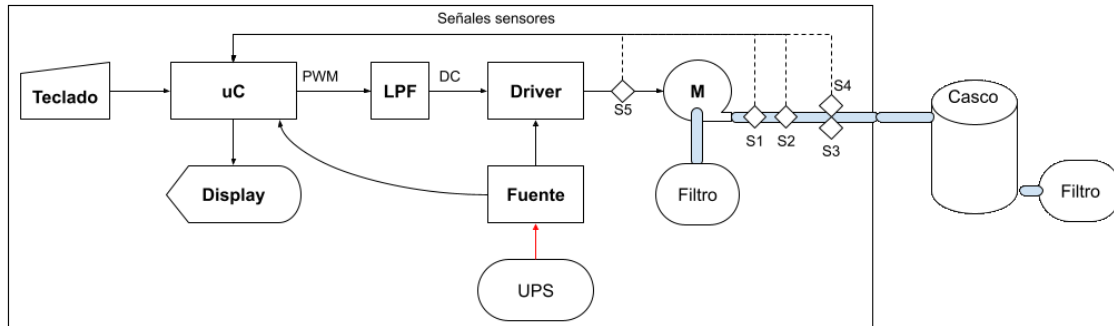 Señales sensores
Teclado
uC
PWM
LPF
DC
Driver
S5
M
S1
S2
S4
S3
Casco
Display
Fuente
Filtro
Filtro
UPS